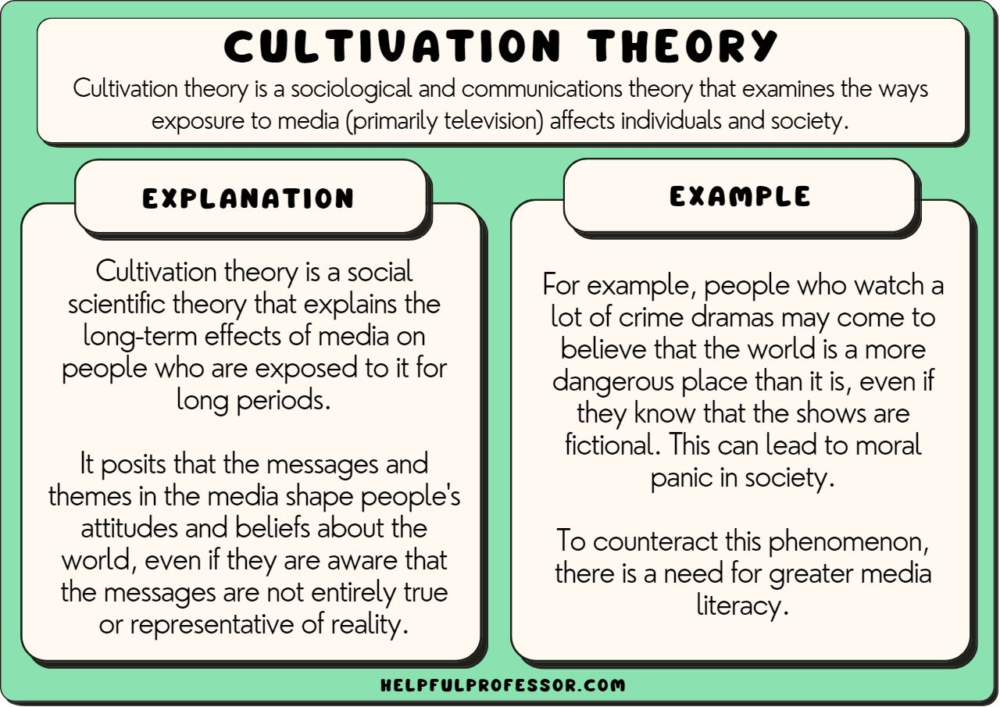 CULTIVATION THEORY
Cultivation theory is a sociological and communications theory that examines the ways
exposure to media (primarily television) affects individuals and society.
EXPLANATION
Cultivation theory is a social
scientific theory that explains the
long-term effects of media on
people who are exposed to it for
long periods.
It posits that the messages and
themes in the media shape people's
attitudes and beliefs about the
world, even if they are aware that
the messages are not entirely true
or representative of reality.
EXAMPLE
For example, people who watch a
lot of crime dramas may come to
believe that the world is a more
dangerous place than it is, even if
they know that the shows are
fictional. This can lead to moral
panic in society.
To counteract this phenomenon,
there is a need for greater media
literacy.
HELPFULPROFESSOR.COM